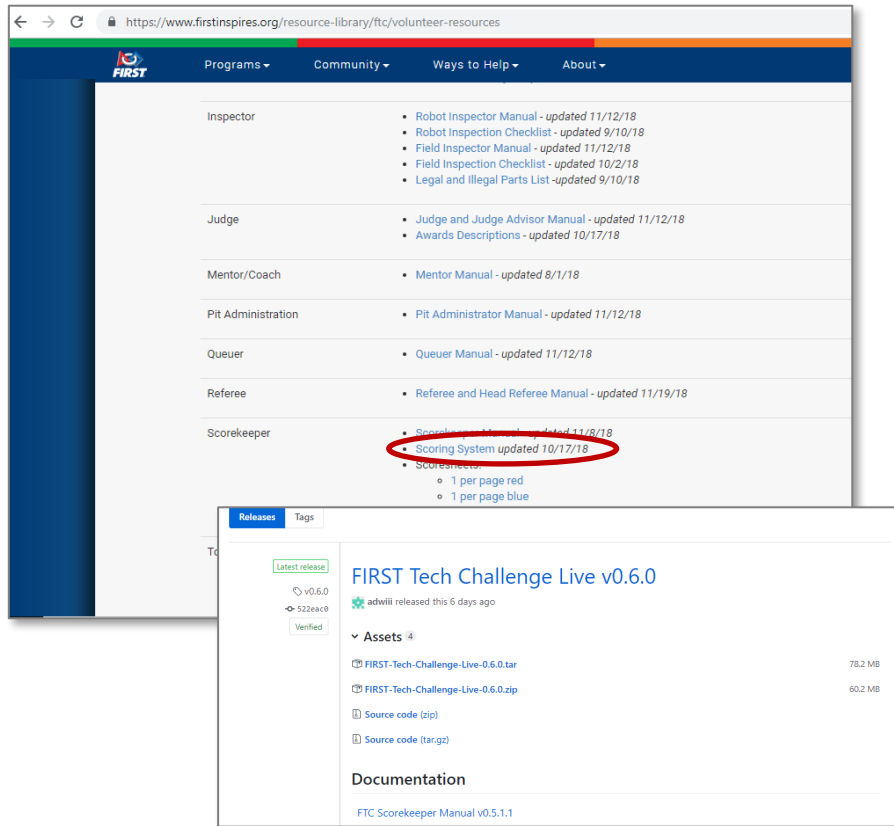 https://www.firstinspires.org/resource-library/ftc/volunteer-resources
FIRST
Programs Community Ways to Help About
Inspector
• Robot Inspector Manual - updated 11/12/18
• Robot Inspection Checklist - updated 9/10/18
• Field Inspector Manual - updated 11/12/18
• Field Inspection Checklist - updated 10/2/18
• Legal and Illegal Parts List -updated 9/10/18
Judge
• Judge and Judge Advisor Manual - updated 11/12/18
• Awards Descriptions - updated 10/17/18
Mentor/Coach
• Mentor Manual - updated 8/1/18
Pit Administration
• Pit Administrator Manual - updated 11/12/18
Queuer
• Queuer Manual - updated 11/12/18
Referee
• Referee and Head Referee Manual - updated 11/19/18
Scorekeeper
• Scorekeeper Manual - updated 11/8/18
• Scoring System updated 10/17/18
• Scoresheets:
1 per page red
1 per page blue
Releases Tags
Latest release
v0.6.0
522eac0
Verified
FIRST Tech Challenge Live v0.6.0
adwiii released this 6 days ago
Assets 4
FIRST-Tech-Challenge-Live-0.6.0.tar 78.2 MB
FIRST-Tech-Challenge-Live-0.6.0.zip 60.2 MB
Source code (zip)
Source code (tar.gz)
Documentation
FTC Scorekeeper Manual v0.5.1.1